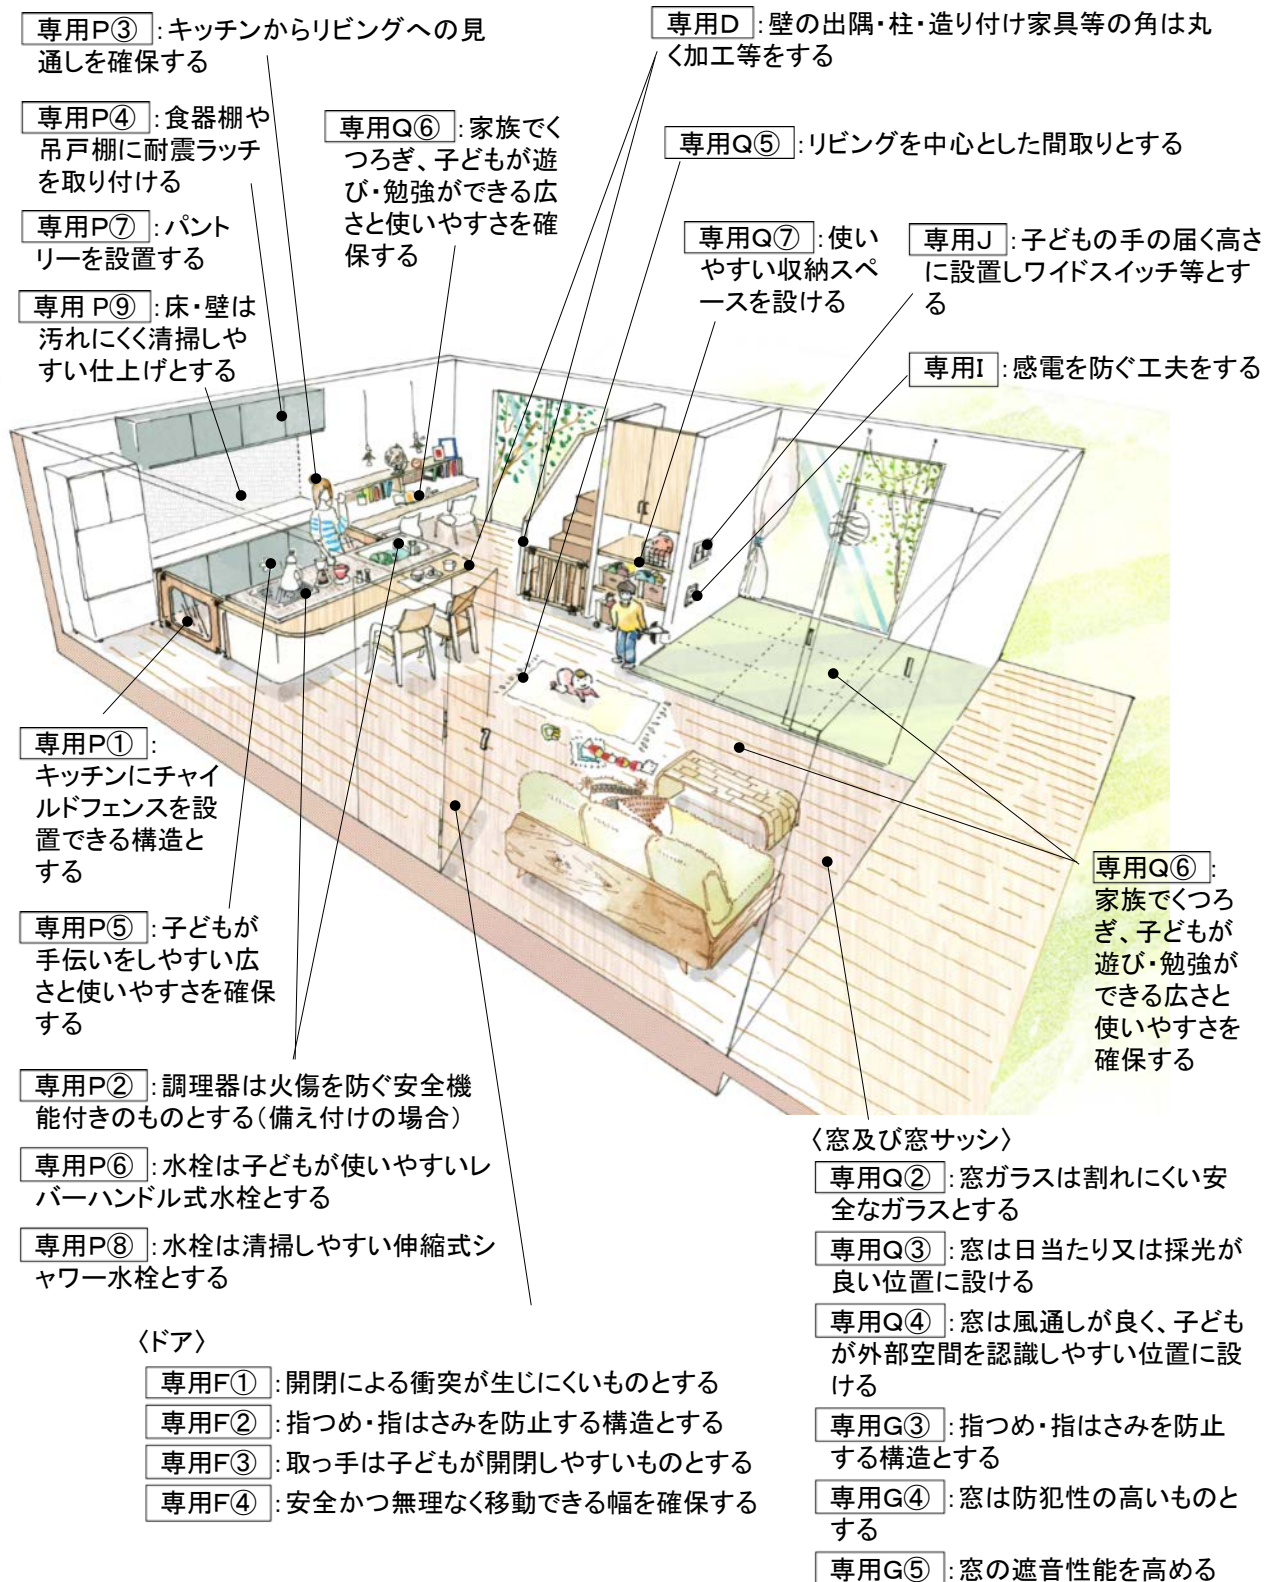 専用P③：キッチンからリビングへの見
通しを確保する
専用P④：食器棚や
吊戸棚に耐震ラッチ
を取り付ける
専用P⑦：パント
リーを設置する
専用 P⑨：床・壁は
汚れにくく清掃しや
すい仕上げとする
専用Q⑥：家族でく
つろぎ、子どもが遊
び・勉強ができる広
さと使いやすさを確
保する
専用D：壁の出隅・柱・造り付け家具等の角は丸
く加工等をする
専用Q⑤：リビングを中心とした間取りとする
専用Q⑦：使い
やすい収納スペ
ースを設ける
専用J：子どもの手の届く高さ
に設置しワイドスイッチ等とす
る
専用I：感電を防ぐ工夫をする
専用P①：
キッチンにチャイ
ルドフェンスを設
置できる構造と
する
専用P⑤：子どもが
手伝いをしやすい広
さと使いやすさを確保
する
専用P②：調理器は火傷を防ぐ安全機
能付きのものとする（備え付けの場合）
専用P⑥：水栓は子どもが使いやすいレ
バーハンドル式水栓とする
専用P⑧：水栓は清掃しやすい伸縮式シ
ャワー水栓とする
専用Q⑥：
家族でくつろ
ぎ、子どもが
遊び・勉強が
できる広さと
使いやすさを
確保する
〈ドア〉
専用F①：開閉による衝突が生じにくいものとする
専用F②：指つめ・指はさみを防止する構造とする
専用F③：取っ手は子どもが開閉しやすいものとする
専用F④：安全かつ無理なく移動できる幅を確保する
〈窓及び窓サッシ〉
専用Q②：窓ガラスは割れにくい安
全なガラスとする
専用Q③：窓は日当たり又は採光が
良い位置に設ける
専用Q④：窓は風通しが良く、子ども
が外部空間を認識しやすい位置に設
ける
専用G③：指つめ・指はさみを防止
する構造とする
専用G④：窓は防犯性の高いものと
する
専用G⑤：窓の遮音性能を高める